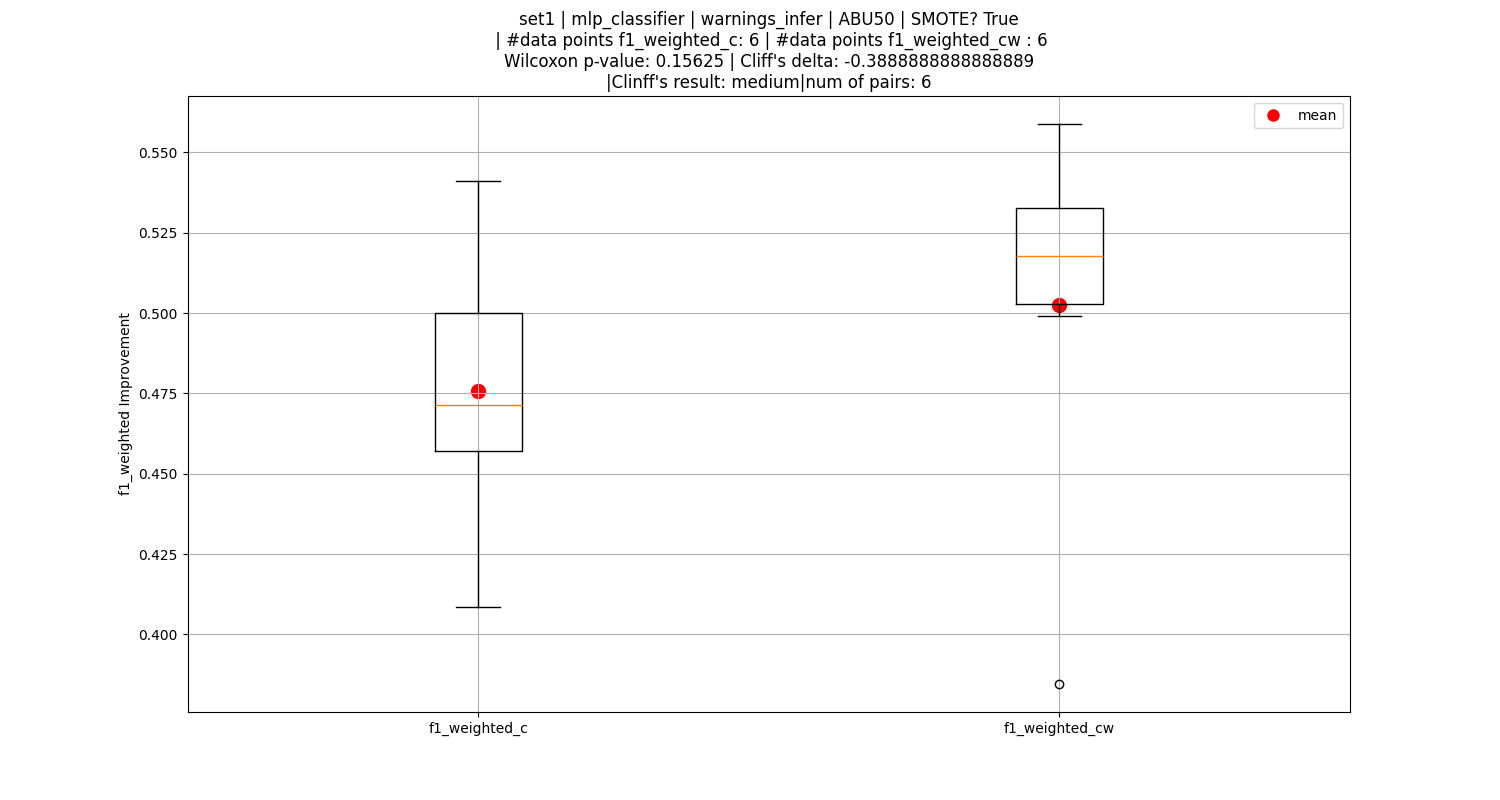 set1 | mlp_classifier | warnings_infer | ABU50 | SMOTE? True
| #data points f1_weighted_c: 6 | #data points f1_weighted_cw : 6
Wilcoxon p-value: 0.15625 | Cliff's delta: -0.3888888888888889
|Clinff's result: medium|num of pairs: 6
mean
0.550
0.525
0.500
0.475
0.450
0.425
0.400
f1_weighted Improvement
f1_weighted_c
f1_weighted_cw